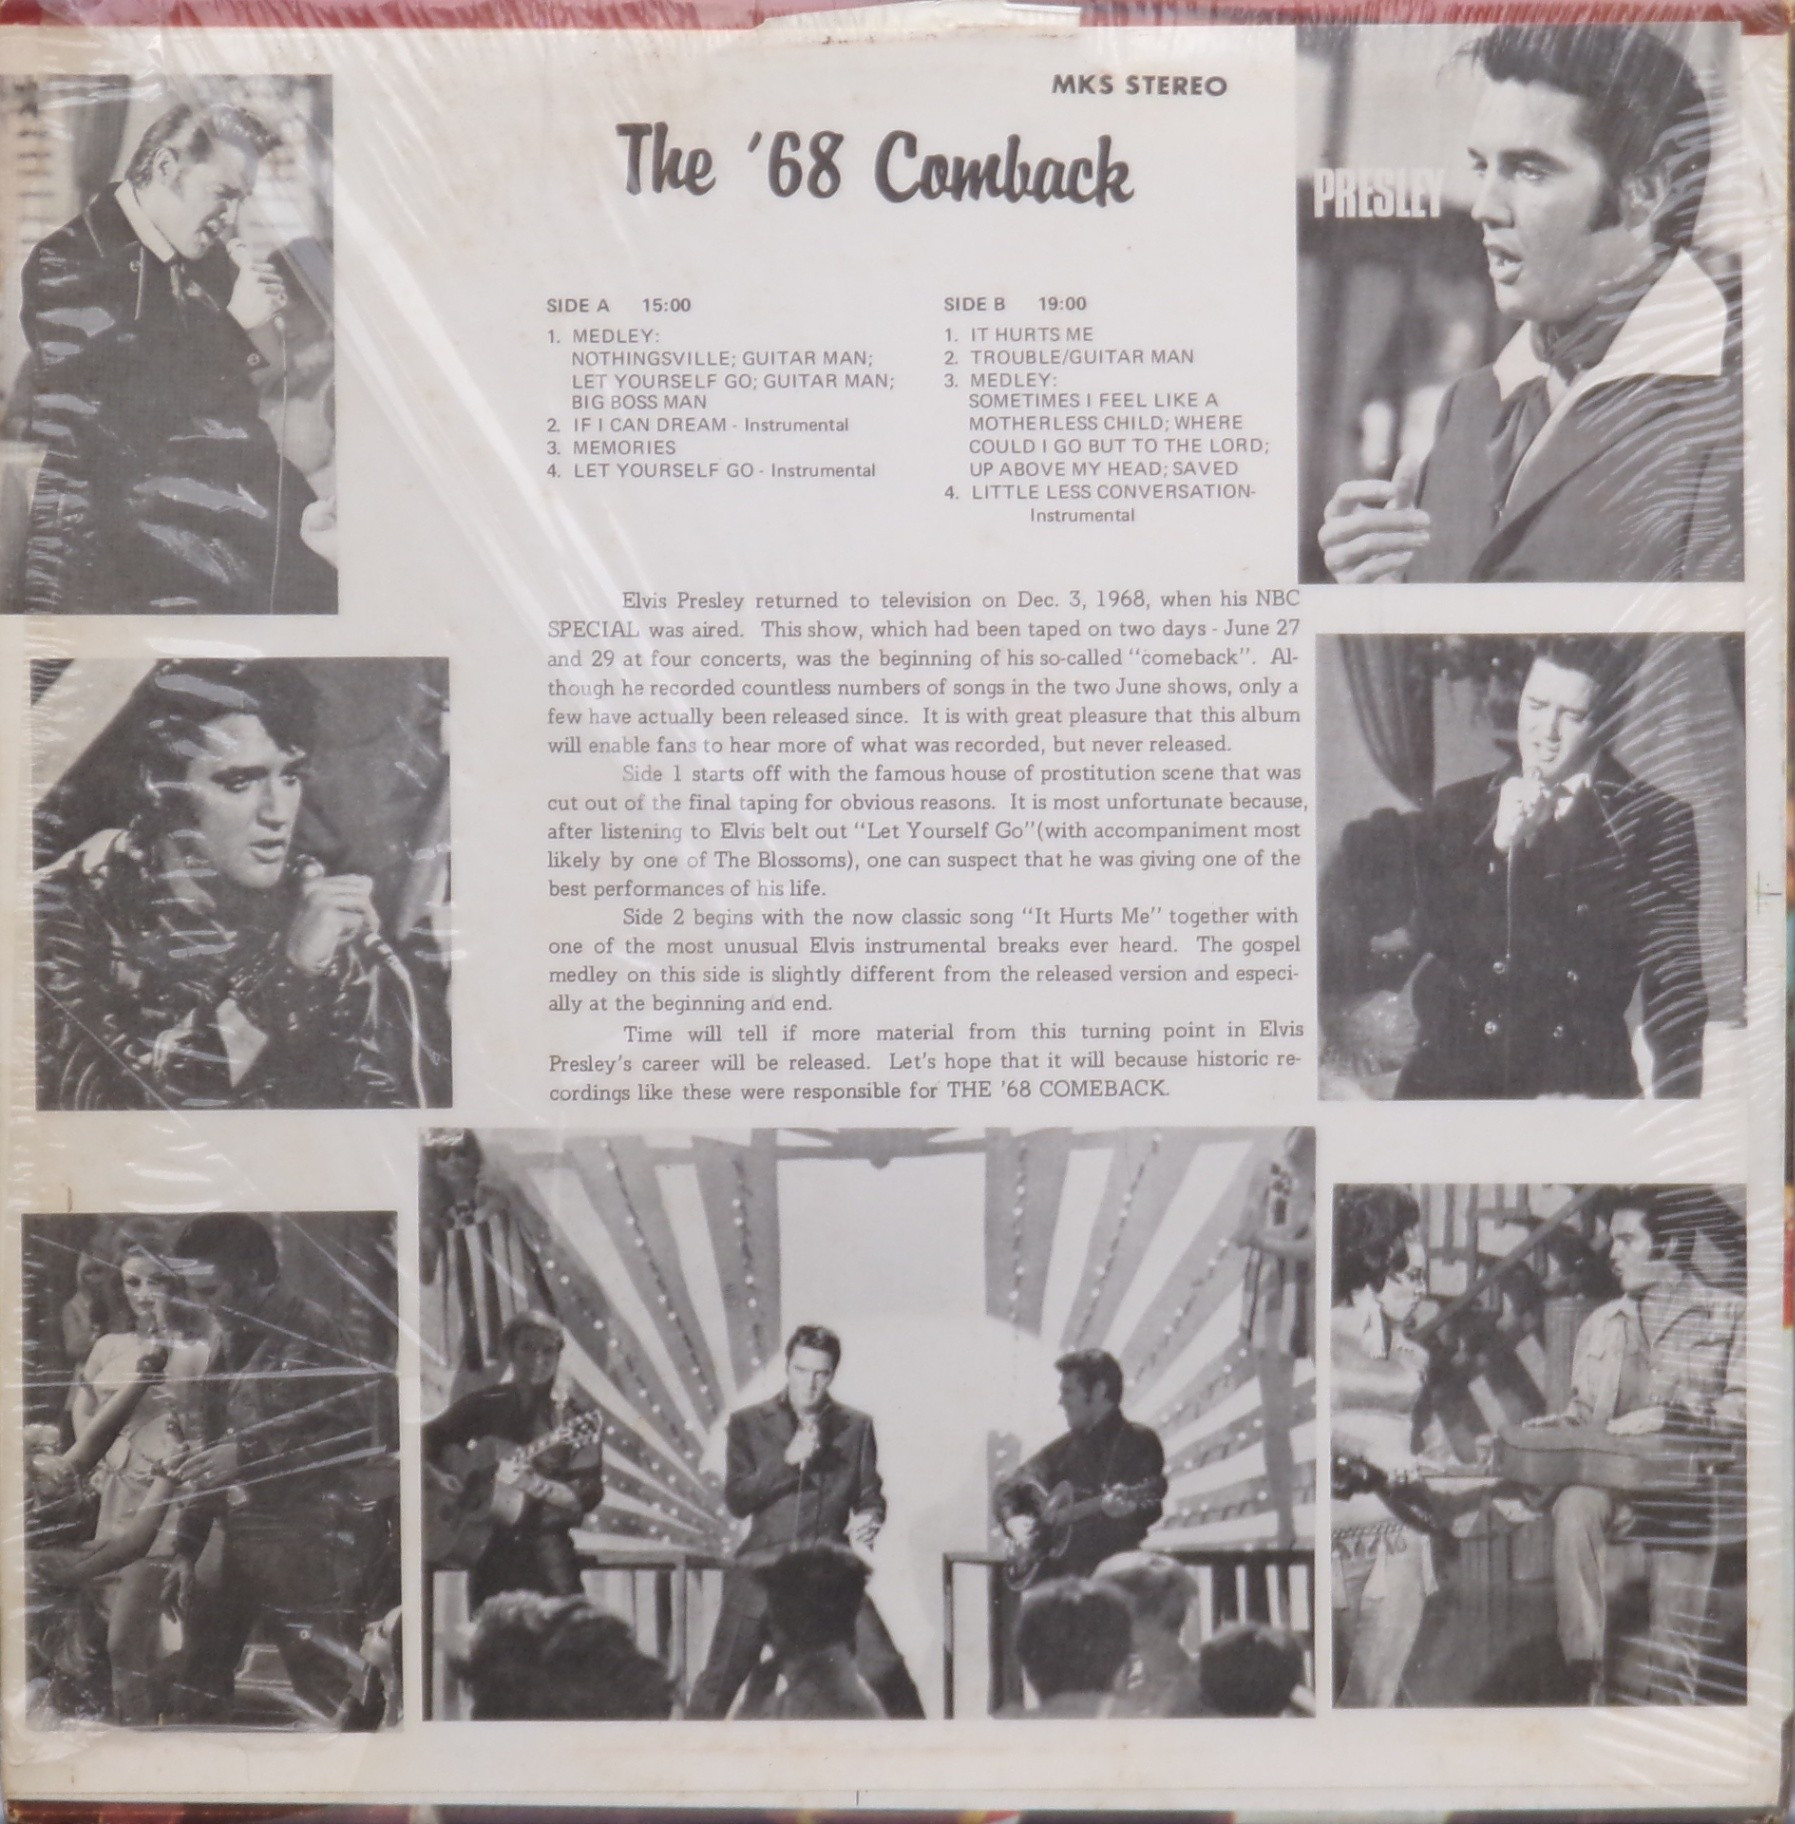 MKS STEREO
The '68 Comback
PRESLEY
SIDE A 15:00
1. MEDLEY:
NOTHINGSVILLE; GUITAR MAN;
LET YOURSELF GO; GUITAR MAN;
BIG BOSS MAN
2. IF I CAN DREAM - Instrumental
3. MEMORIES
4. LET YOURSELF GO - Instrumental
SIDE B 19:00
1. IT HURTS ME
2. TROUBLE/GUITAR MAN
3. MEDLEY:
SOMETIMES I FEEL LIKE A
MOTHERLESS CHILD; WHERE
COULD I GO BUT TO THE LORD;
UP ABOVE MY HEAD; SAVED
4. LITTLE LESS CONVERSATION-
Instrumental
Elvis Presley returned to television on Dec. 3, 1968, when his NBC
SPECIAL was aired. This show, which had been taped on two days - June 27
and 29 at four concerts, was the beginning of his so-called "comeback". Al-
though he recorded countless numbers of songs in the two June shows, only a
few have actually been released since. It is with great pleasure that this album
will enable fans to hear more of what was recorded, but never released.
Side 1 starts off with the famous house of prostitution scene that was
cut out of the final taping for obvious reasons. It is most unfortunate because,
after listening to Elvis belt out "Let Yourself Go"(with accompaniment most
likely by one of The Blossoms), one can suspect that he was giving one of the
best performances of his life.
Side 2 begins with the now classic song "It Hurts Me" together with
one of the most unusual Elvis instrumental breaks ever heard. The gospel
medley on this side is slightly different from the released version and especi-
ally at the beginning and end.
Time will tell if more material from this turning point in Elvis
Presley's career will be released. Let's hope that it will because historic re-
cordings like these were responsible for THE '68 COMEBACK.